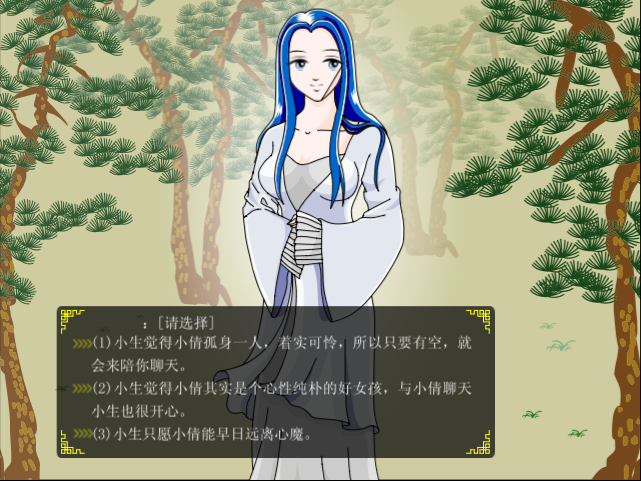 ：[请选择]
(1)小生觉得小倩孤身一人，着实可怜，所以只要有空，就
会来陪你聊天。
(2)小生觉得小倩其实是个心性纯朴的好女孩，与小倩聊天
小生也很开心。
(3)小生只愿小倩能早日远离心魔。